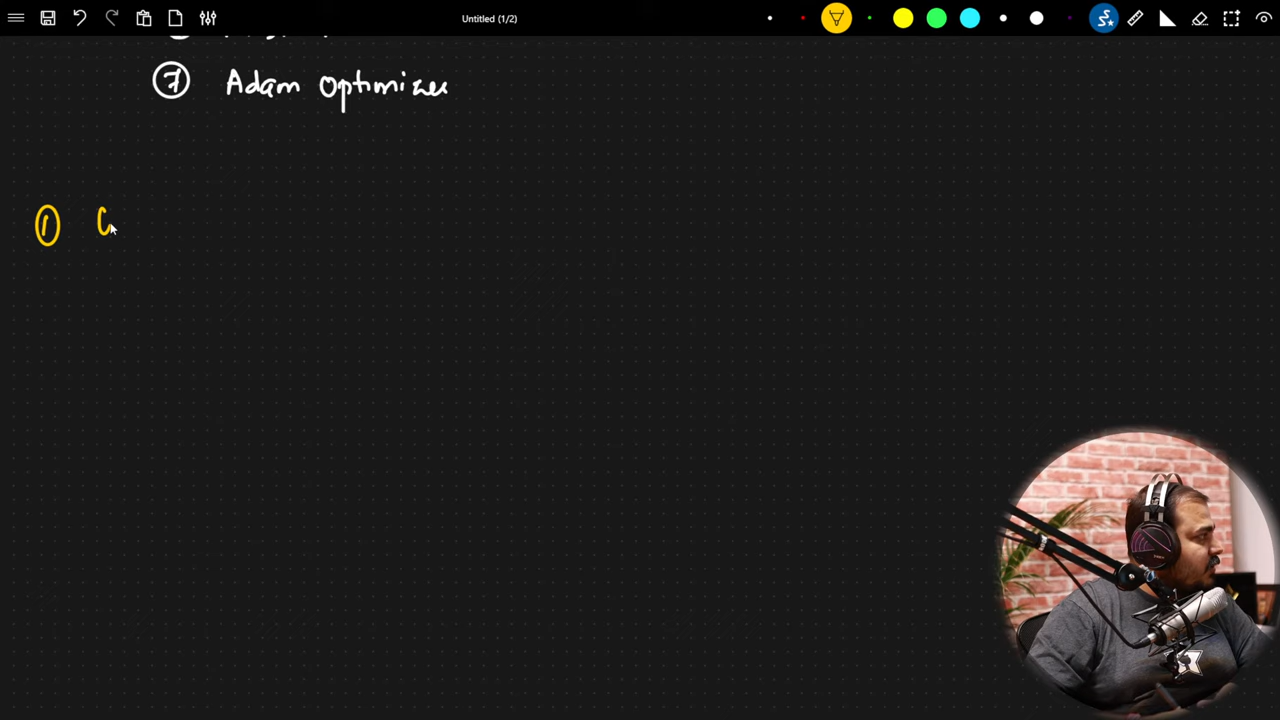 Untitled (1/2)
⑦ Adam Optimizer
①